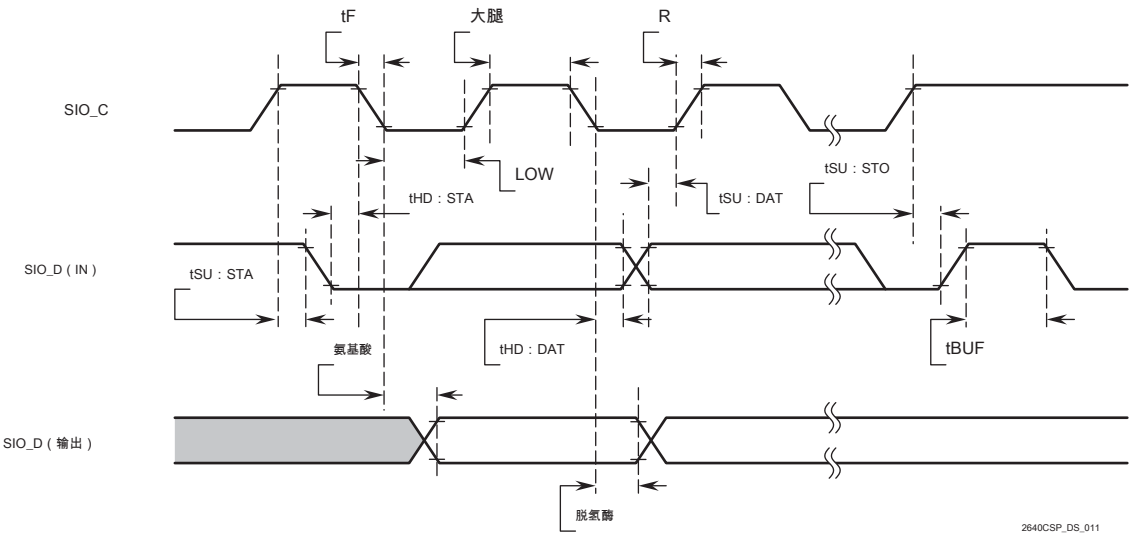 tF
大腿
R
SIO_C
LOW
tSU：STO
tHD：STA
tSU：DAT
SIO_D（IN）
tSU：STA
氨基酸
tHD：DAT
tBUF
SIO_D（输出）
脱氢酶
2640CSP_DS_011